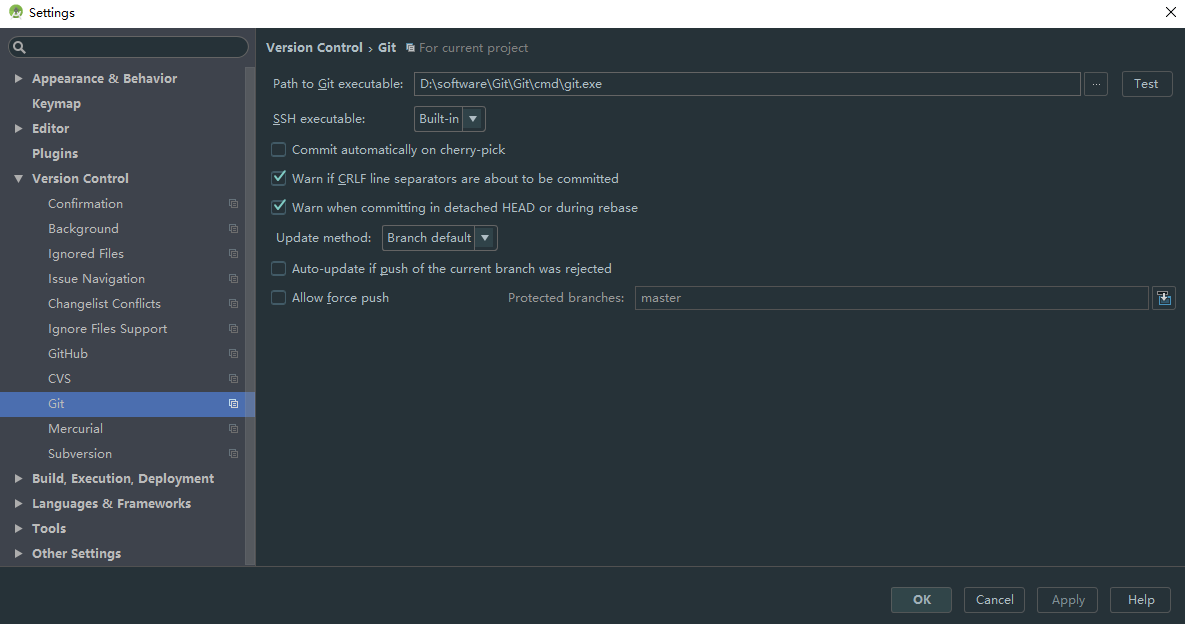 Settings
Version Control › Git For current project
Appearance & Behavior
Keymap
Editor
Plugins
Version Control
Confirmation
Background
Ignored Files
Issue Navigation
Changelist Conflicts
Ignore Files Support
GitHub
CVS
Git
Mercurial
Subversion
Build, Execution, Deployment
Languages & Frameworks
Tools
Other Settings
Path to Git executable: D:\software\Git\Git\cmd\git.exe ... Test
SSH executable: Built-in
Commit automatically on cherry-pick
Warn if CRLF line separators are about to be committed
Warn when committing in detached HEAD or during rebase
Update method: Branch default
Auto-update if push of the current branch was rejected
Allow force push Protected branches: master
OK Cancel Apply Help